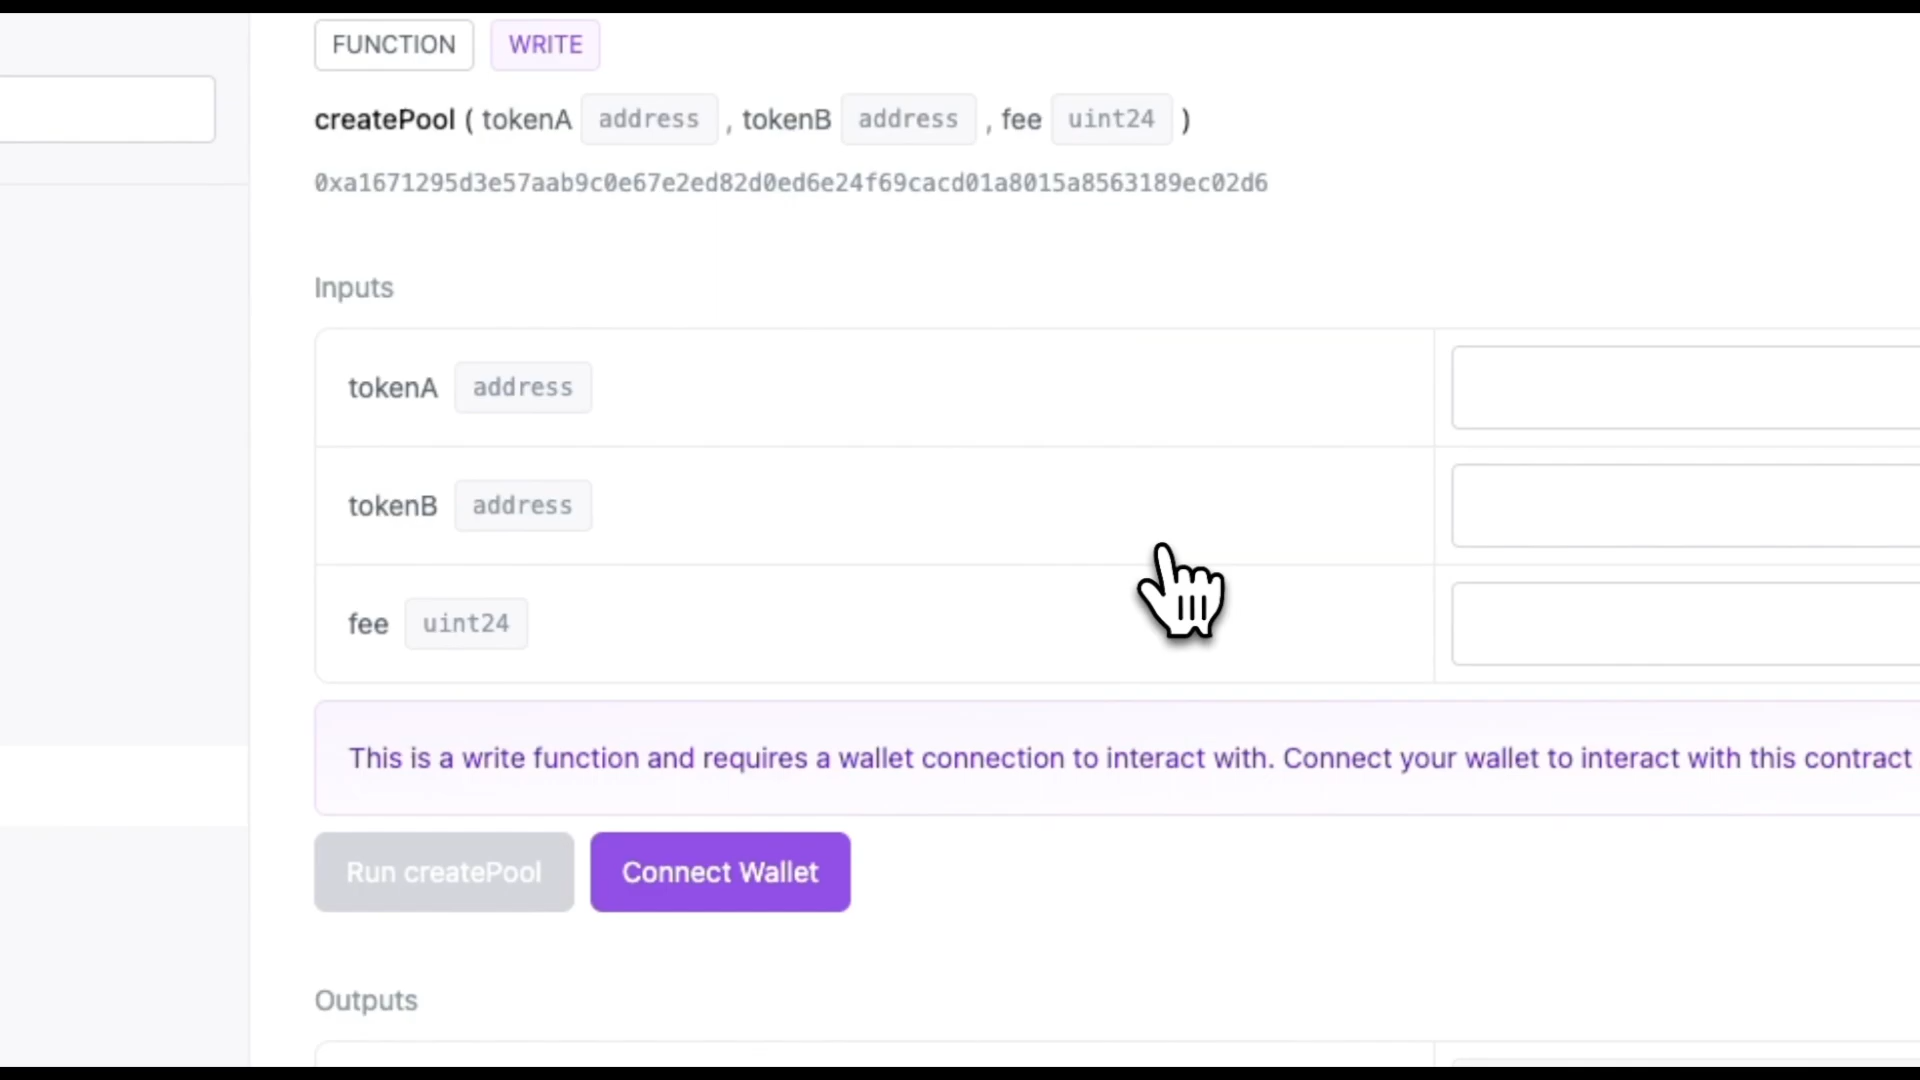 FUNCTION WRITE
createPool ( tokenA address , tokenB address , fee uint24 )
0xa1671295d3e57aab9c0e67e2ed82d0ed6e24f69cacd01a8015a8563189ec02d6
Inputs
tokenA address
tokenB address
fee uint24
This is a write function and requires a wallet connection to interact with. Connect your wallet to interact with this contract
Run createPool Connect Wallet
Outputs